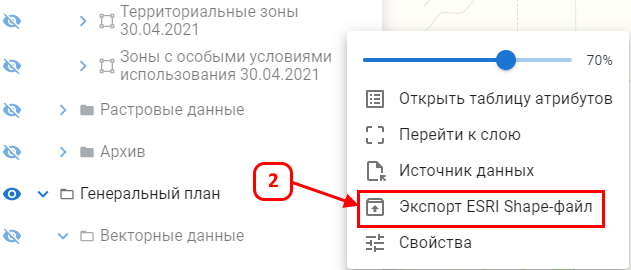 Территориальные зоны
30.04.2021
Зоны с особыми условиями
использования 30.04.2021
Растровые данные
Архив
Генеральный план
Векторные данные
2
70%
Открыть таблицу атрибутов
Перейти к слою
Источник данных
Экспорт ESRI Shape-файл
Свойства